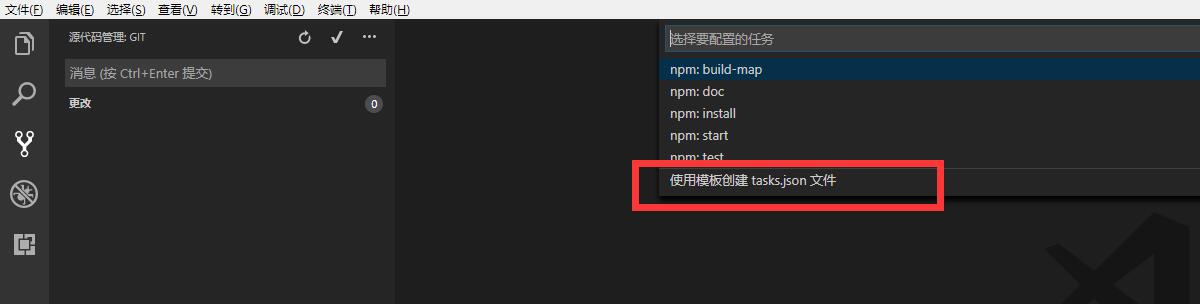 文件(F) 编辑(E) 选择(S) 查看(V) 转到(G) 调试(D) 终端(T) 帮助(H)
源代码管理: GIT
消息 (按 Ctrl+Enter 提交)
更改 0
选择要配置的任务
npm: build-map
npm: doc
npm: install
npm: start
npm: test
使用模板创建 tasks.json 文件